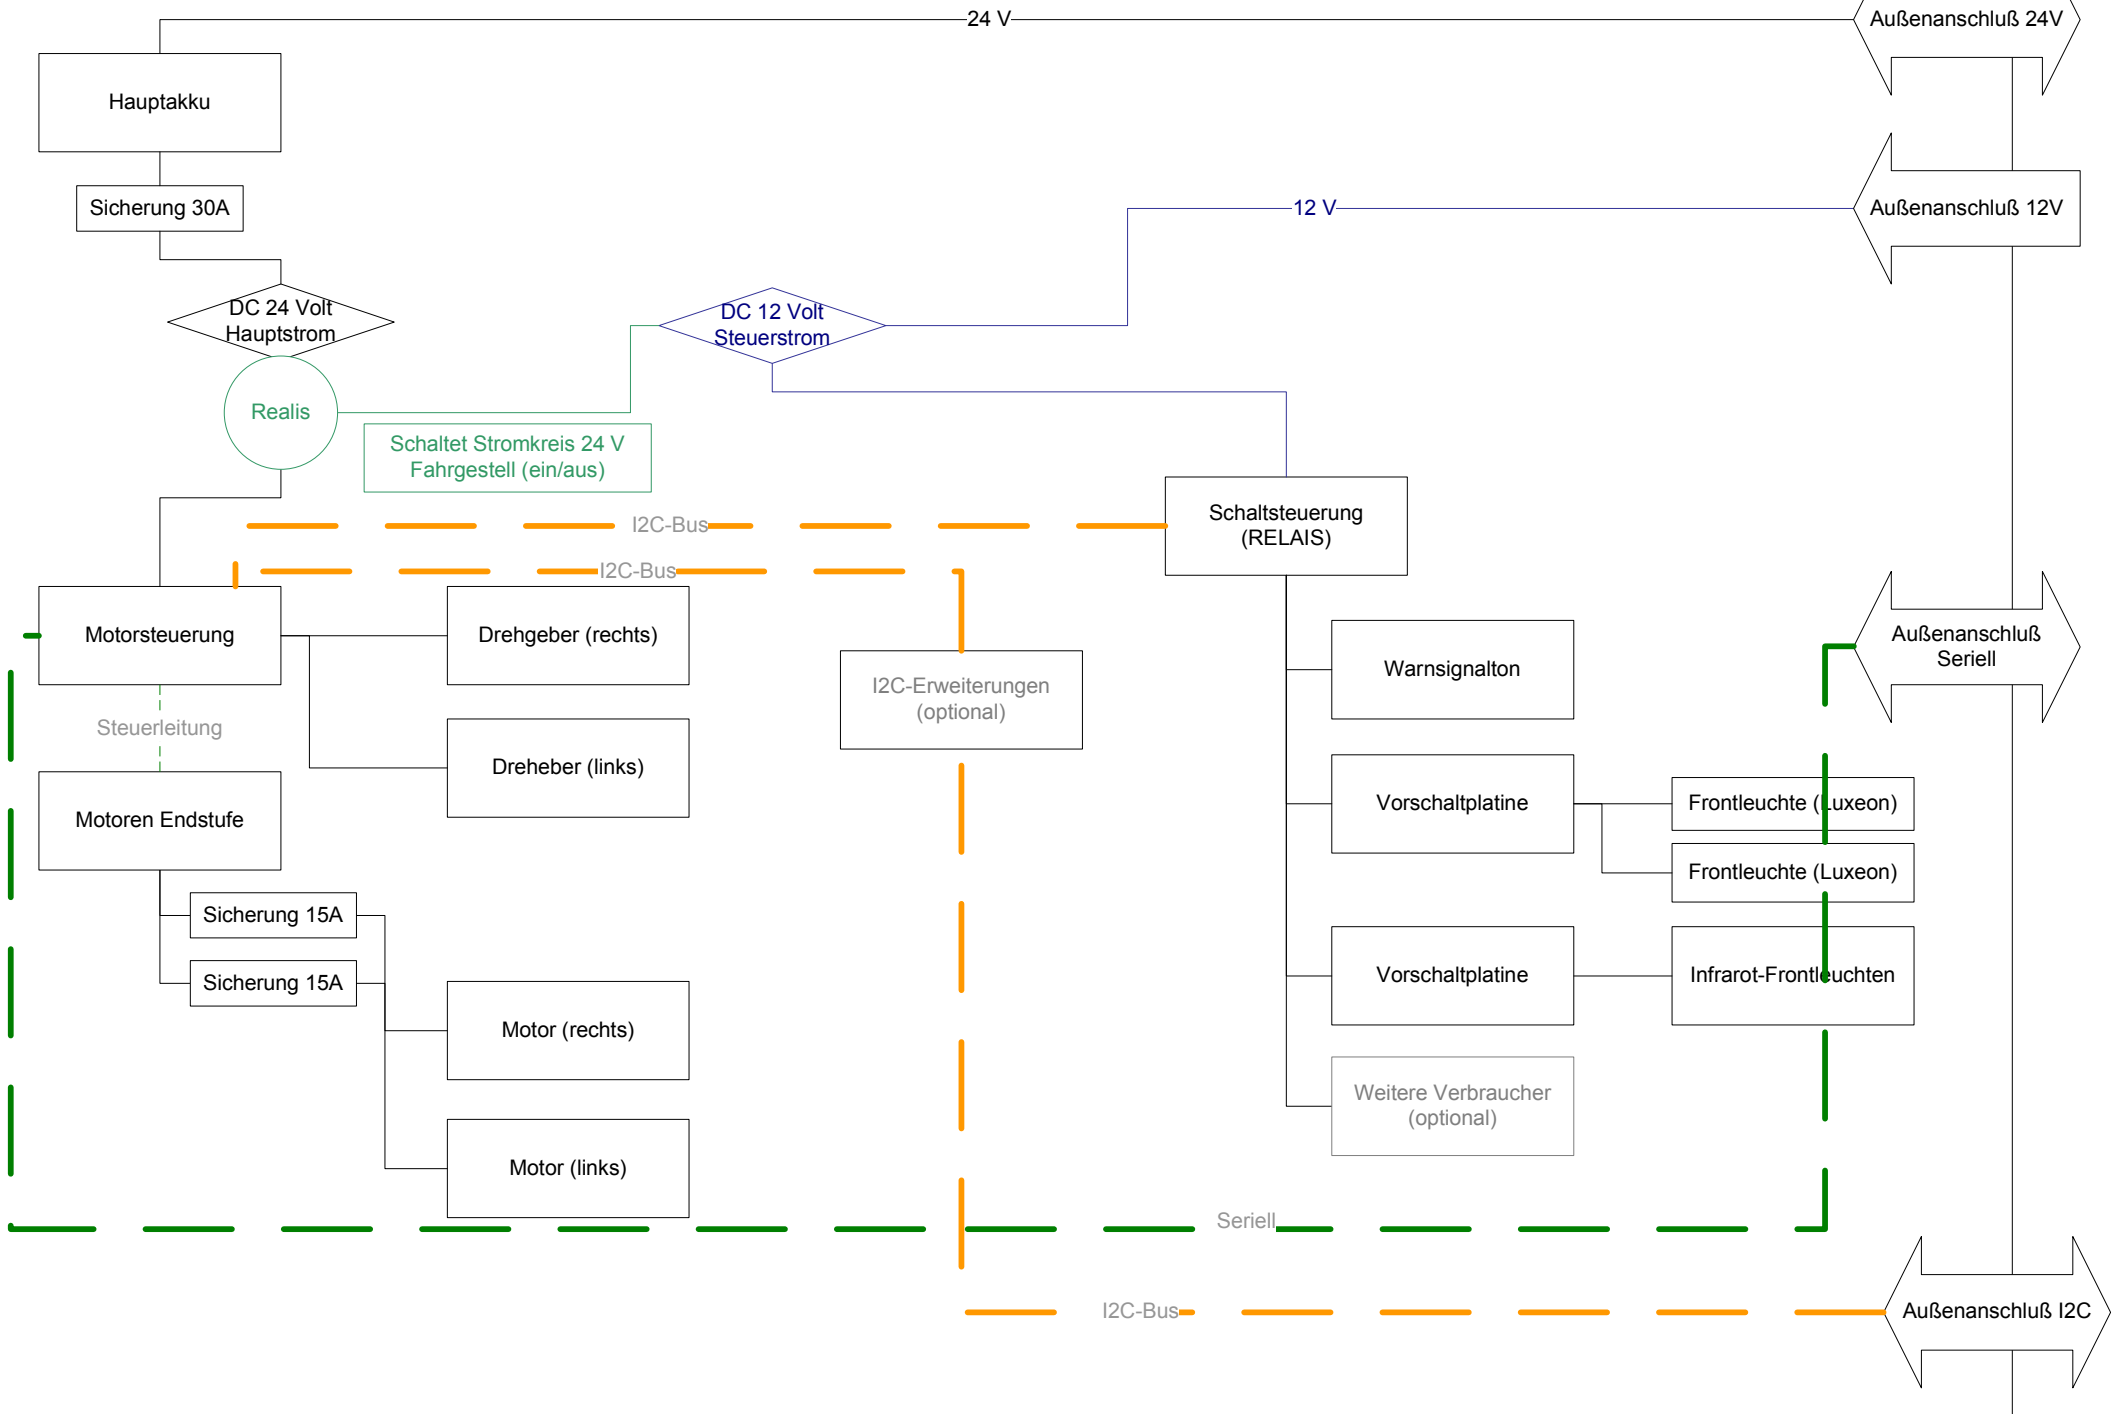 24 V
Außenanschluß 24V
Hauptakku
Sicherung 30A
12 V
Außenanschluß 12V
DC 24 Volt
Hauptstrom
DC 12 Volt
Steuerstrom
Realis
Schaltet Stromkreis 24 V
Fahrgestell (ein/aus)
I2C-Bus
Schaltsteuerung
(RELAIS)
I2C-Bus
Motorsteuerung
Drehgeber (rechts)
Außenanschluß
Seriell
I2C-Erweiterungen
(optional)
Warnsignalton
Steuerleitung
Dreheber (links)
Motoren Endstufe
Vorschaltplatine
Frontleuchte (Luxeon)
Frontleuchte (Luxeon)
Sicherung 15A
Sicherung 15A
Vorschaltplatine
Infrarot-Frontleuchten
Motor (rechts)
Weitere Verbraucher
(optional)
Motor (links)
Seriell
I2C-Bus
Außenanschluß I2C